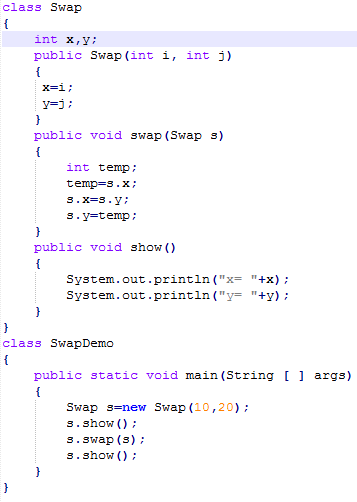 class Swap
{
    int x,y;
    public Swap(int i, int j)
    {
     x=i;
     y=j;
    }
    public void swap(Swap s)
    {
        int temp;
        temp=s.x;
        s.x=s.y;
        s.y=temp;
    }
    public void show()
    {
        System.out.println("x= "+x);
        System.out.println("y= "+y);
    }
}
class SwapDemo
{
    public static void main(String [ ] args)
    {
        Swap s=new Swap(10,20);
        s.show();
        s.swap(s);
        s.show();
    }
}